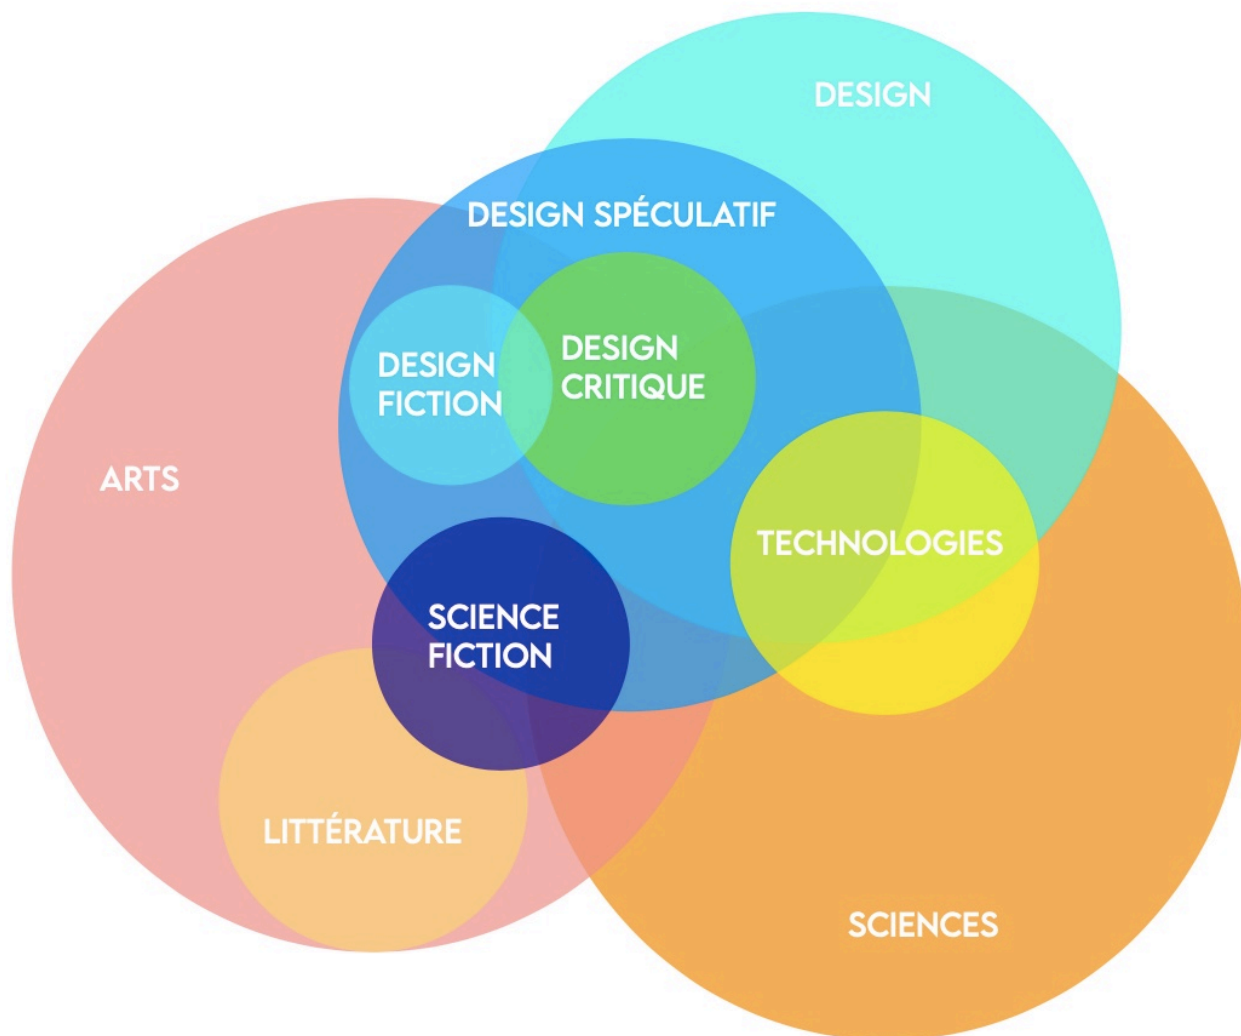 DESIGN
DESIGN SPÉCULATIF
DESIGN
FICTION
DESIGN
CRITIQUE
ARTS
TECHNOLOGIES
SCIENCE
FICTION
LITTÉRATURE
SCIENCES